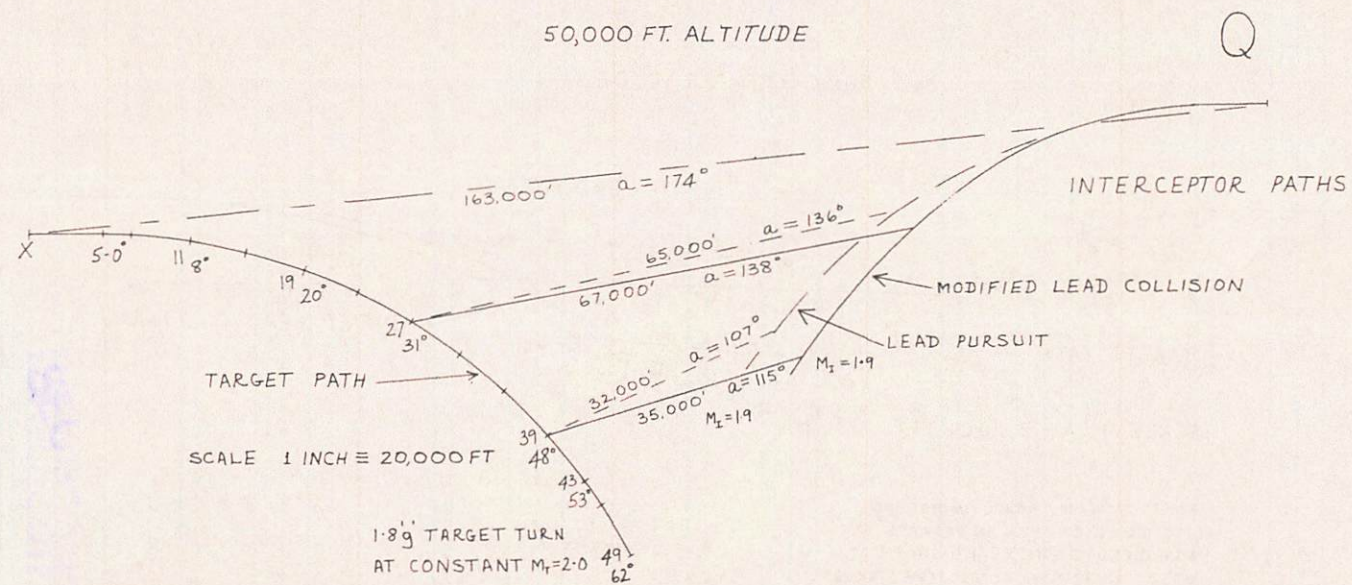 50,000 FT. ALTITUDE
Q
163,000' a = 174°
INTERCEPTOR PATHS
X
5-0°
11 8°
19 20°
27 31°
65,000' a = 136°
67,000' a = 138°
MODIFIED LEAD COLLISION
LEAD PURSUIT
TARGET PATH
32,000' a = 107°
35,000' a = 115°
M_I = 1.9
M_I = 1.9
39 48°
SCALE 1 INCH ≡ 20,000 FT
43 53°
1.8'g' TARGET TURN
AT CONSTANT M_T = 2.0
49 62°